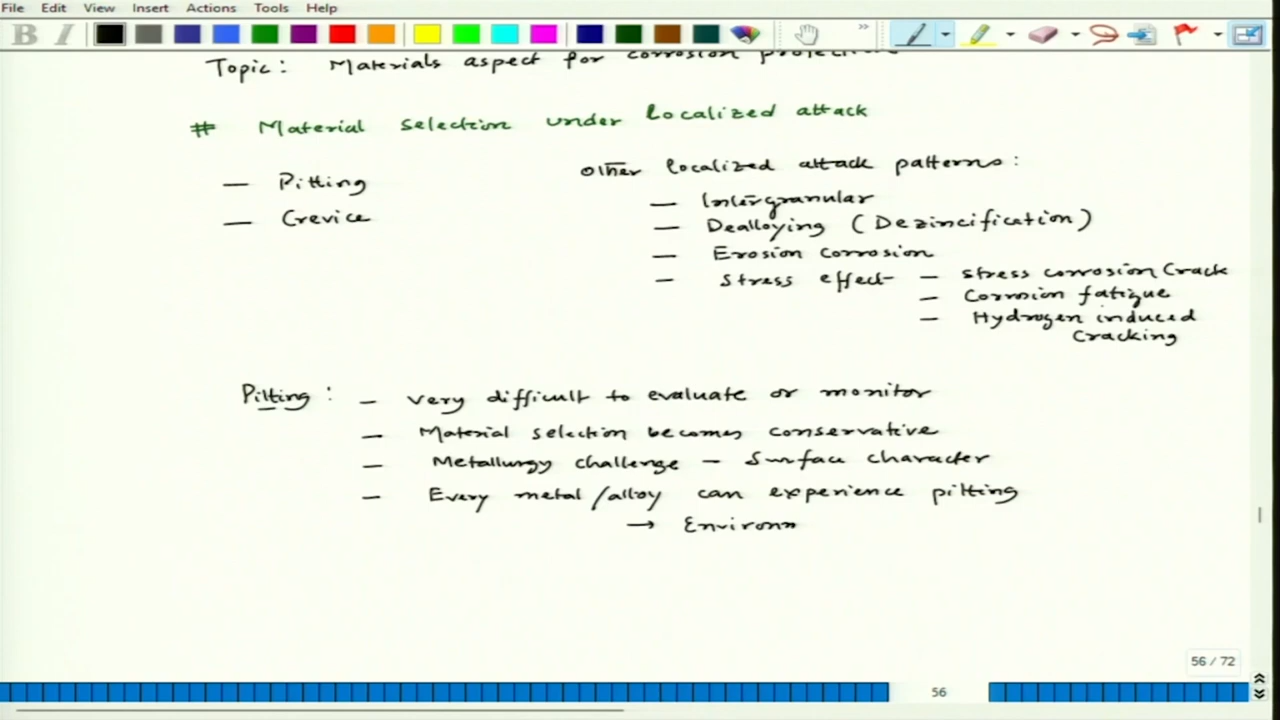 File Edit View Insert Actions Tools Help
B I
Topic: Materials aspect for corrosion
# Material selection under localized attack
— Pitting
— Crevice
Other localized attack patterns:
— Intergranular
— Dealloying (Dezincification)
— Erosion corrosion
— Stress effect — stress corrosion Crack
— Corrosion fatigue
— Hydrogen induced
Cracking
Pitting: — very difficult to evaluate or monitor
— Material selection becomes conservative
— Metallurgy challenge — Surface character
— Every metal/alloy can experience pitting
→ Environm
56 / 72
56